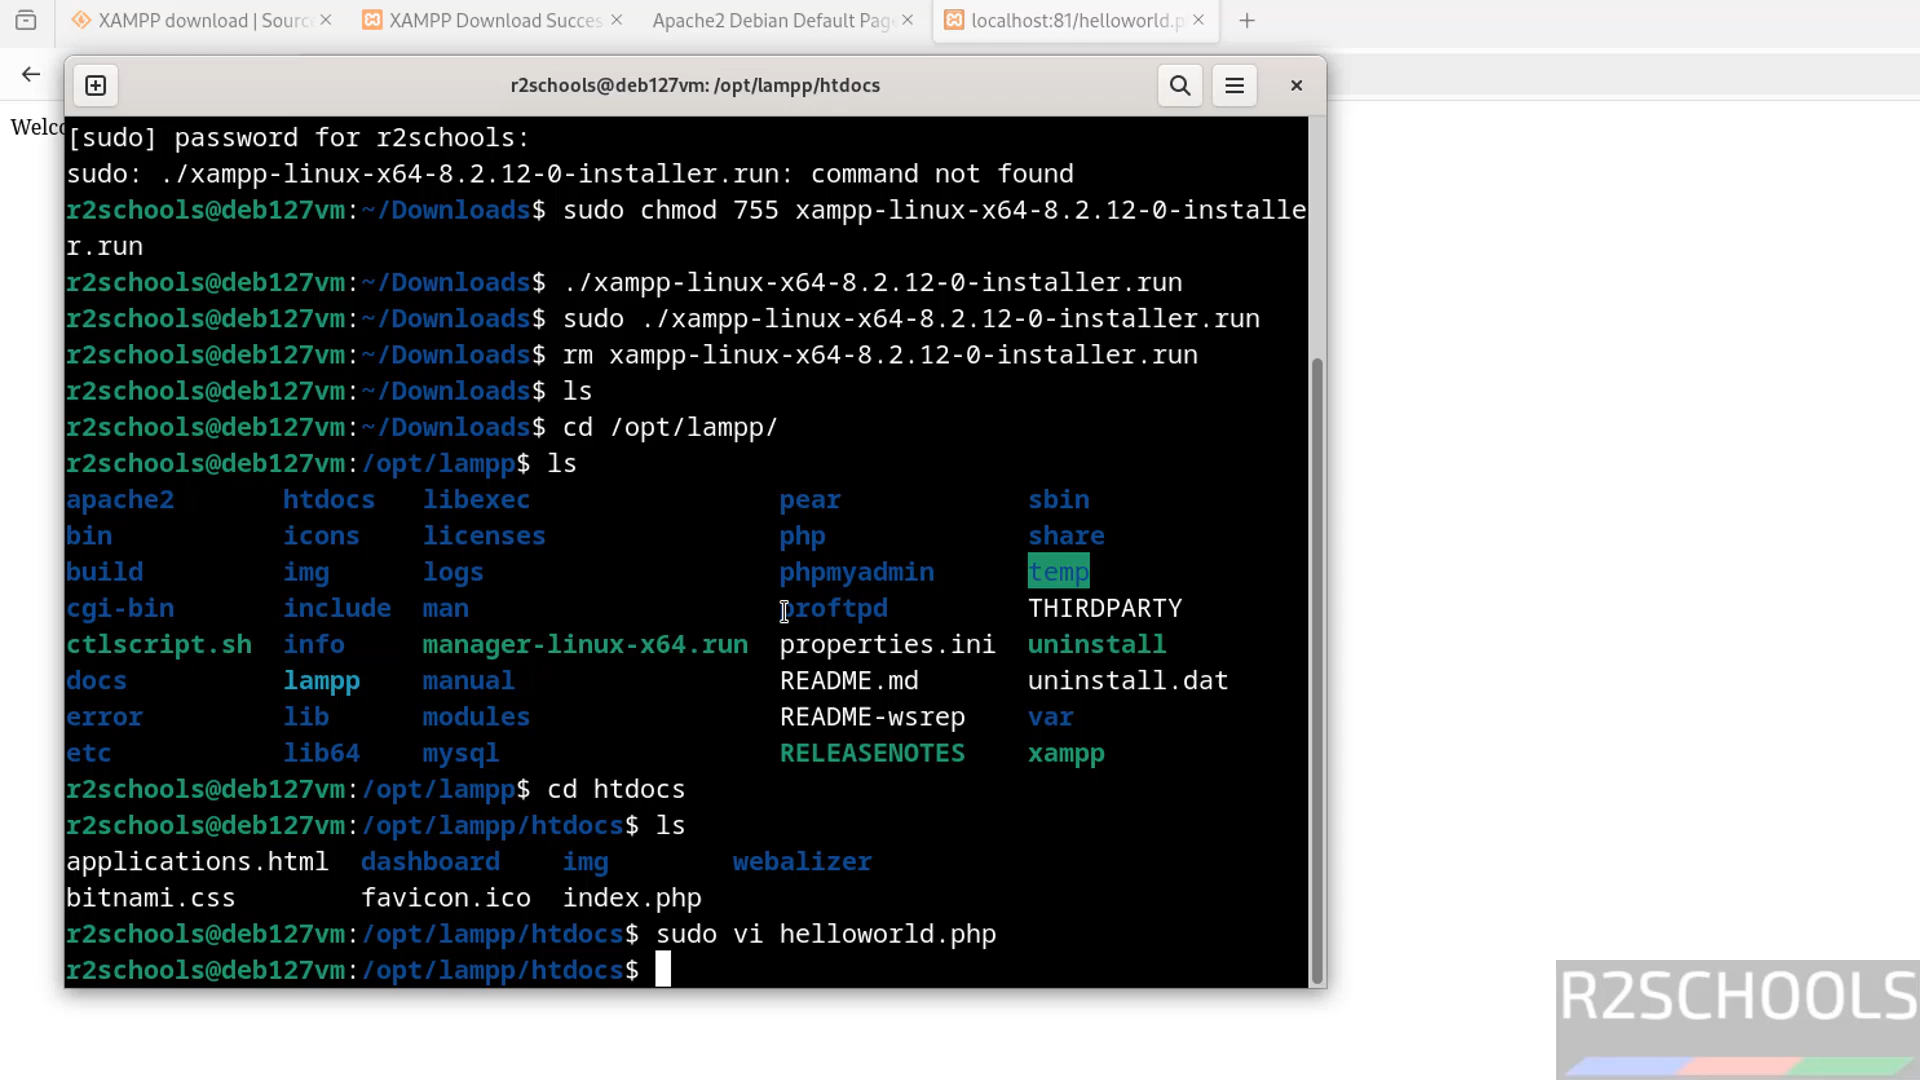 XAMPP download | Sourc
XAMPP Download Succes
Apache2 Debian Default Page
localhost:81/helloworld.p
r2schools@deb127vm: /opt/lampp/htdocs
Welco
[sudo] password for r2schools:
sudo: ./xampp-linux-x64-8.2.12-0-installer.run: command not found
r2schools@deb127vm:~/Downloads$ sudo chmod 755 xampp-linux-x64-8.2.12-0-installe
r.run
r2schools@deb127vm:~/Downloads$ ./xampp-linux-x64-8.2.12-0-installer.run
r2schools@deb127vm:~/Downloads$ sudo ./xampp-linux-x64-8.2.12-0-installer.run
r2schools@deb127vm:~/Downloads$ rm xampp-linux-x64-8.2.12-0-installer.run
r2schools@deb127vm:~/Downloads$ ls
r2schools@deb127vm:~/Downloads$ cd /opt/lampp/
r2schools@deb127vm:/opt/lampp$ ls
apache2 htdocs libexec pear sbin
bin icons licenses php share
build img logs phpmyadmin temp
cgi-bin include man proftpd THIRDPARTY
ctlscript.sh info manager-linux-x64.run properties.ini uninstall
docs lampp manual README.md uninstall.dat
error lib modules README-wsrep var
etc lib64 mysql RELEASENOTES xampp
r2schools@deb127vm:/opt/lampp$ cd htdocs
r2schools@deb127vm:/opt/lampp/htdocs$ ls
applications.html dashboard img webalizer
bitnami.css favicon.ico index.php
r2schools@deb127vm:/opt/lampp/htdocs$ sudo vi helloworld.php
r2schools@deb127vm:/opt/lampp/htdocs$
R2SCHOOLS